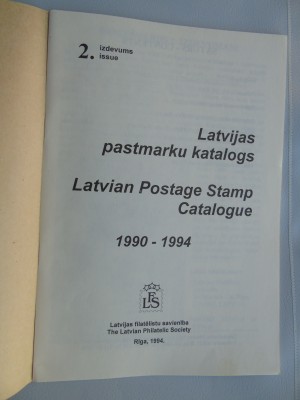 2. izdevums
issue
Latvijas
pastmarku katalogs
Latvian Postage Stamp
Catalogue
1990 - 1994
LFS
Latvijas filatēlistu savienība
The Latvian Philatelic Society
Rīga, 1994.